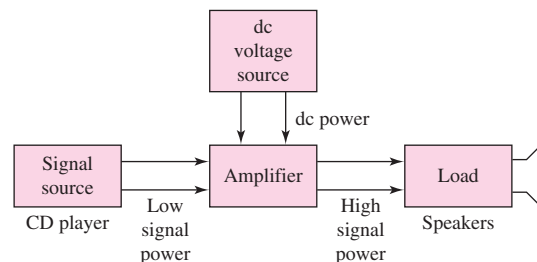 dc
voltage
source
dc power
Signal
source
Amplifier
Load
CD player
Low
signal
power
High
signal
power
Speakers